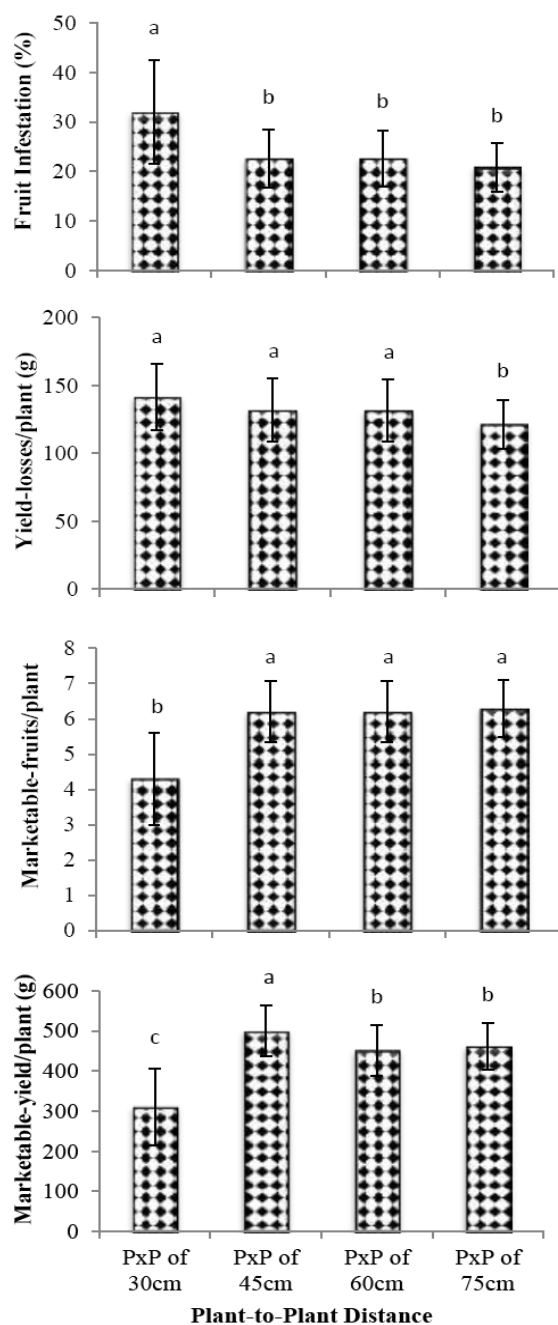 Fruit Infestation (%)
50
40
30
20
10
0
a
b
b
b
Yield-losses/plant (g)
200
150
100
50
0
a
a
a
b
Marketable-fruits/plant
8
7
6
5
4
3
2
1
0
b
a
a
a
Marketable-yield/plant (g)
600
500
400
300
200
100
0
c
a
b
b
PxP of PxP of PxP of PxP of
30cm 45cm 60cm 75cm
Plant-to-Plant Distance